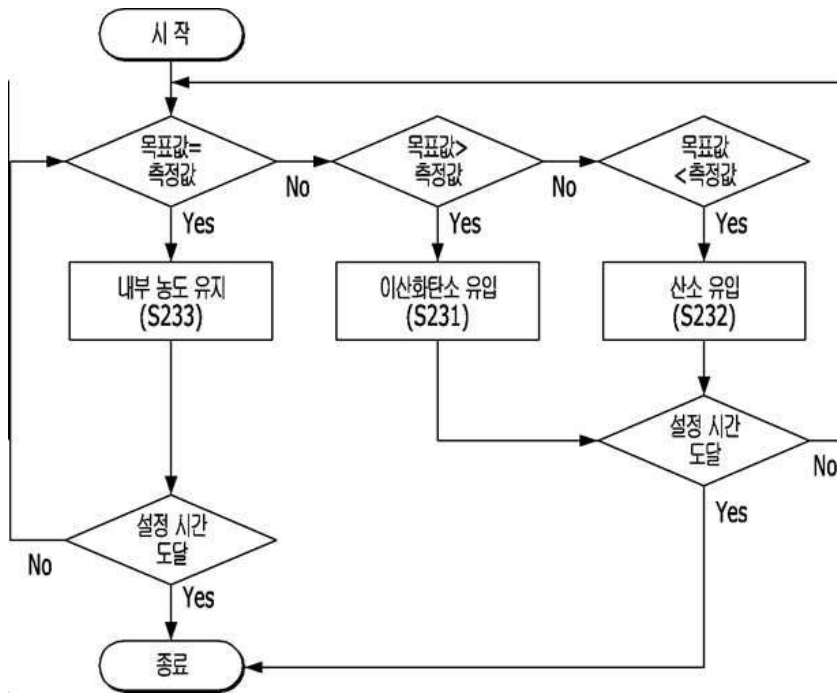 시 작
목표값=
측정값
No
목표값>
측정값
No
목표값
<측정값
Yes
Yes
Yes
내부 농도 유지
(S233)
이산화탄소 유입
(S231)
산소 유입
(S232)
설정 시간
도달
No
Yes
설정 시간
도달
No
Yes
종료